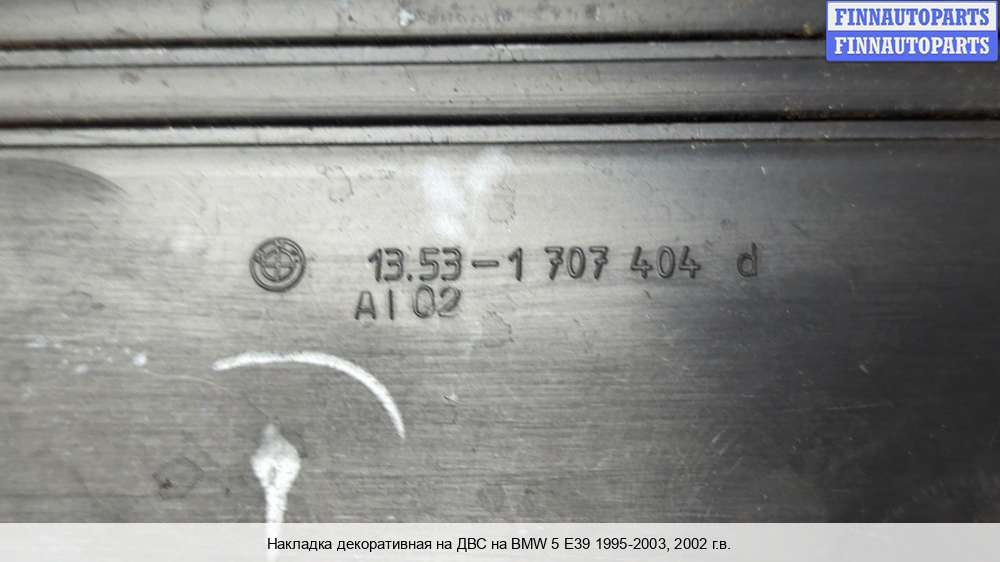 FINNAUTOPARTS
FINNAUTOPARTS
13.53-1 707 404 d
AI 02
Накладка декоративная на ДВС на BMW 5 E39 1995-2003, 2002 г.в.